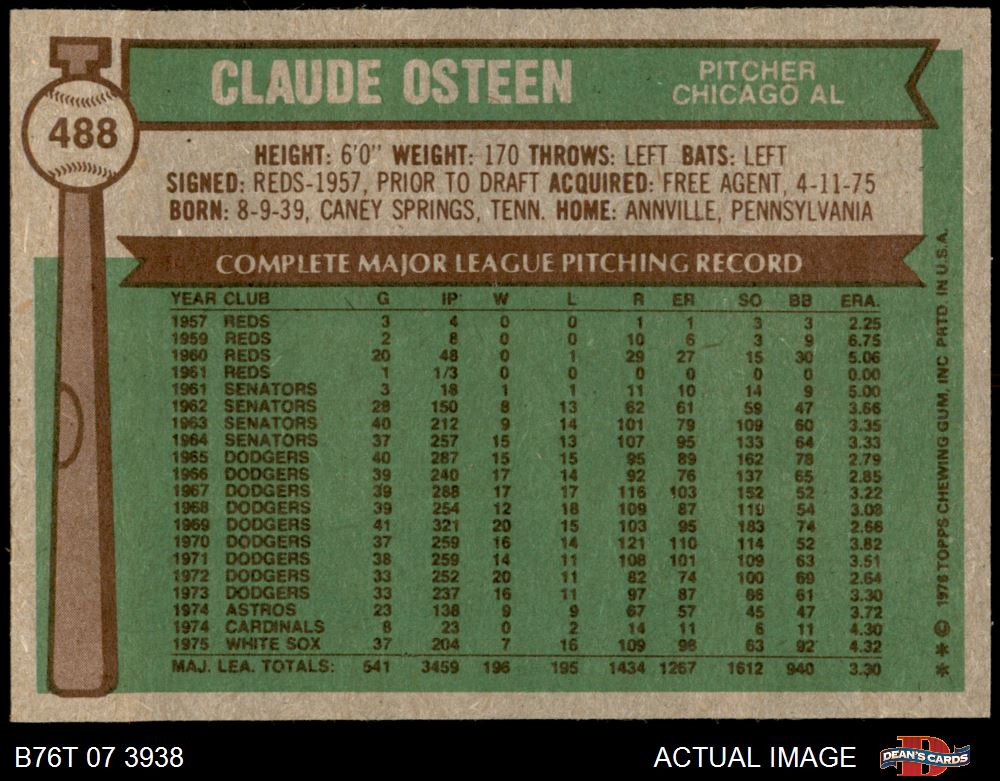 CLAUDE OSTEEN
PITCHER
CHICAGO AL
488
HEIGHT: 6'0" WEIGHT: 170 THROWS: LEFT BATS: LEFT
SIGNED: REDS-1957, PRIOR TO DRAFT ACQUIRED: FREE AGENT, 4-11-75
BORN: 8-9-39, CANEY SPRINGS, TENN. HOME: ANNVILLE, PENNSYLVANIA
COMPLETE MAJOR LEAGUE PITCHING RECORD
YEAR CLUB G IP W L R ER SO BB ERA.
1957 REDS 3 4 0 0 1 1 3 3 2.25
1959 REDS 2 8 0 0 10 6 3 9 6.75
1960 REDS 20 48 0 1 29 27 15 30 5.06
1961 REDS 1 1/3 0 0 0 0 0 0 0.00
1961 SENATORS 3 18 1 1 11 10 14 9 5.00
1962 SENATORS 28 150 8 13 62 61 59 47 3.66
1963 SENATORS 40 212 9 14 101 79 109 60 3.35
1964 SENATORS 37 257 15 13 107 95 133 64 3.33
1965 DODGERS 40 287 15 15 95 89 162 78 2.79
1966 DODGERS 39 240 17 14 92 76 137 65 2.85
1967 DODGERS 39 288 17 17 116 103 152 52 3.22
1968 DODGERS 39 254 12 18 109 87 119 54 3.08
1969 DODGERS 41 321 20 15 103 95 183 74 2.66
1970 DODGERS 37 259 16 14 121 110 114 52 3.82
1971 DODGERS 38 259 14 11 108 101 109 63 3.51
1972 DODGERS 33 252 20 11 82 74 100 69 2.64
1973 DODGERS 33 237 16 11 97 87 86 61 3.30
1974 ASTROS 23 138 9 9 67 57 45 47 3.72
1974 CARDINALS 8 23 0 2 14 11 6 11 4.30
1975 WHITE SOX 37 204 7 16 109 98 63 92 4.32
MAJ. LEA. TOTALS: 541 3459 196 195 1434 1267 1612 940 3.30
*** © 1976 TOPPS CHEWING GUM, INC PRTD. IN U.S.A.
B76T 07 3938
ACTUAL IMAGE
DEAN'S CARDS